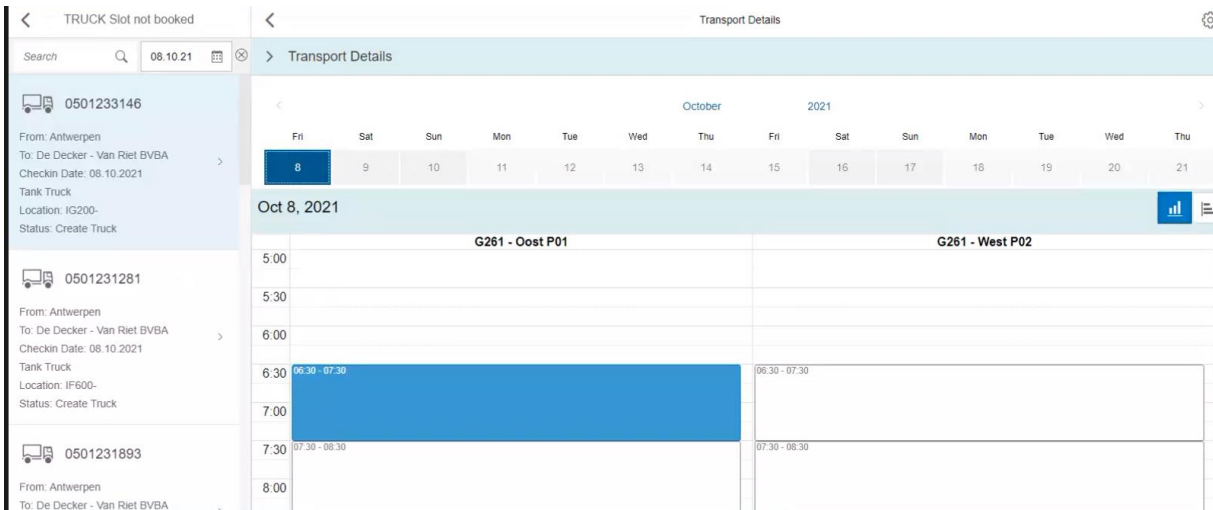 TRUCK Slot not booked
Search
08.10.21
0501233146
From: Antwerpen
To: De Decker - Van Riet BVBA
Checkin Date: 08.10.2021
Tank Truck
Location: IG200-
Status: Create Truck
0501231281
From: Antwerpen
To: De Decker - Van Riet BVBA
Checkin Date: 08.10.2021
Tank Truck
Location: IF600-
Status: Create Truck
0501231893
From: Antwerpen
To: De Decker - Van Riet BVBA
Transport Details
Transport Details
October 2021
Fri Sat Sun Mon Tue Wed Thu Fri Sat Sun Mon Tue Wed Thu
8 9 10 11 12 13 14 15 16 17 18 19 20 21
Oct 8, 2021
G261 - Oost P01 G261 - West P02
5:00
5:30
6:00
6:30 06:30 - 07:30 06:30 - 07:30
7:00
7:30 07:30 - 08:30 07:30 - 08:30
8:00